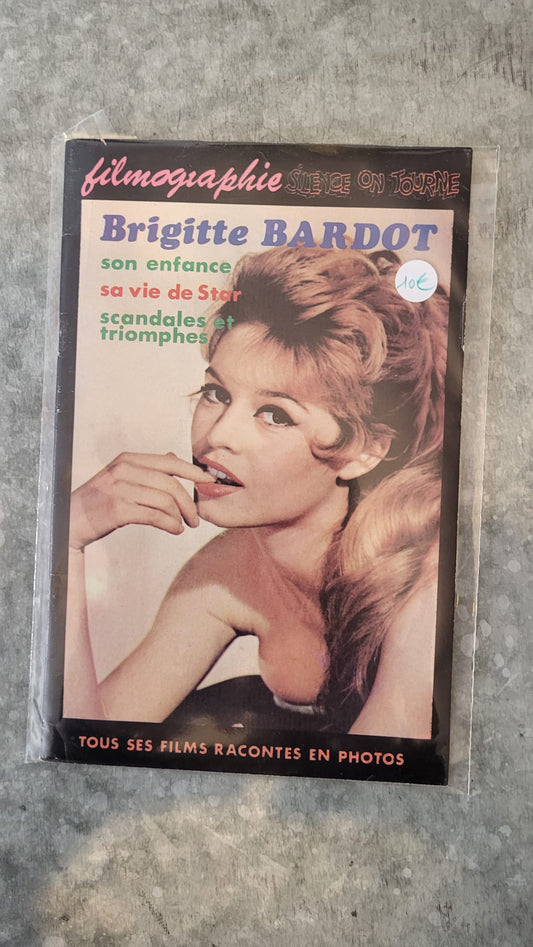 filmographie SILENCE ON TOURNE
Brigitte BARDOT
son enfance
10€
sa vie de Star
scandales et
triomphes
TOUS SES FILMS RACONTES EN PHOTOS